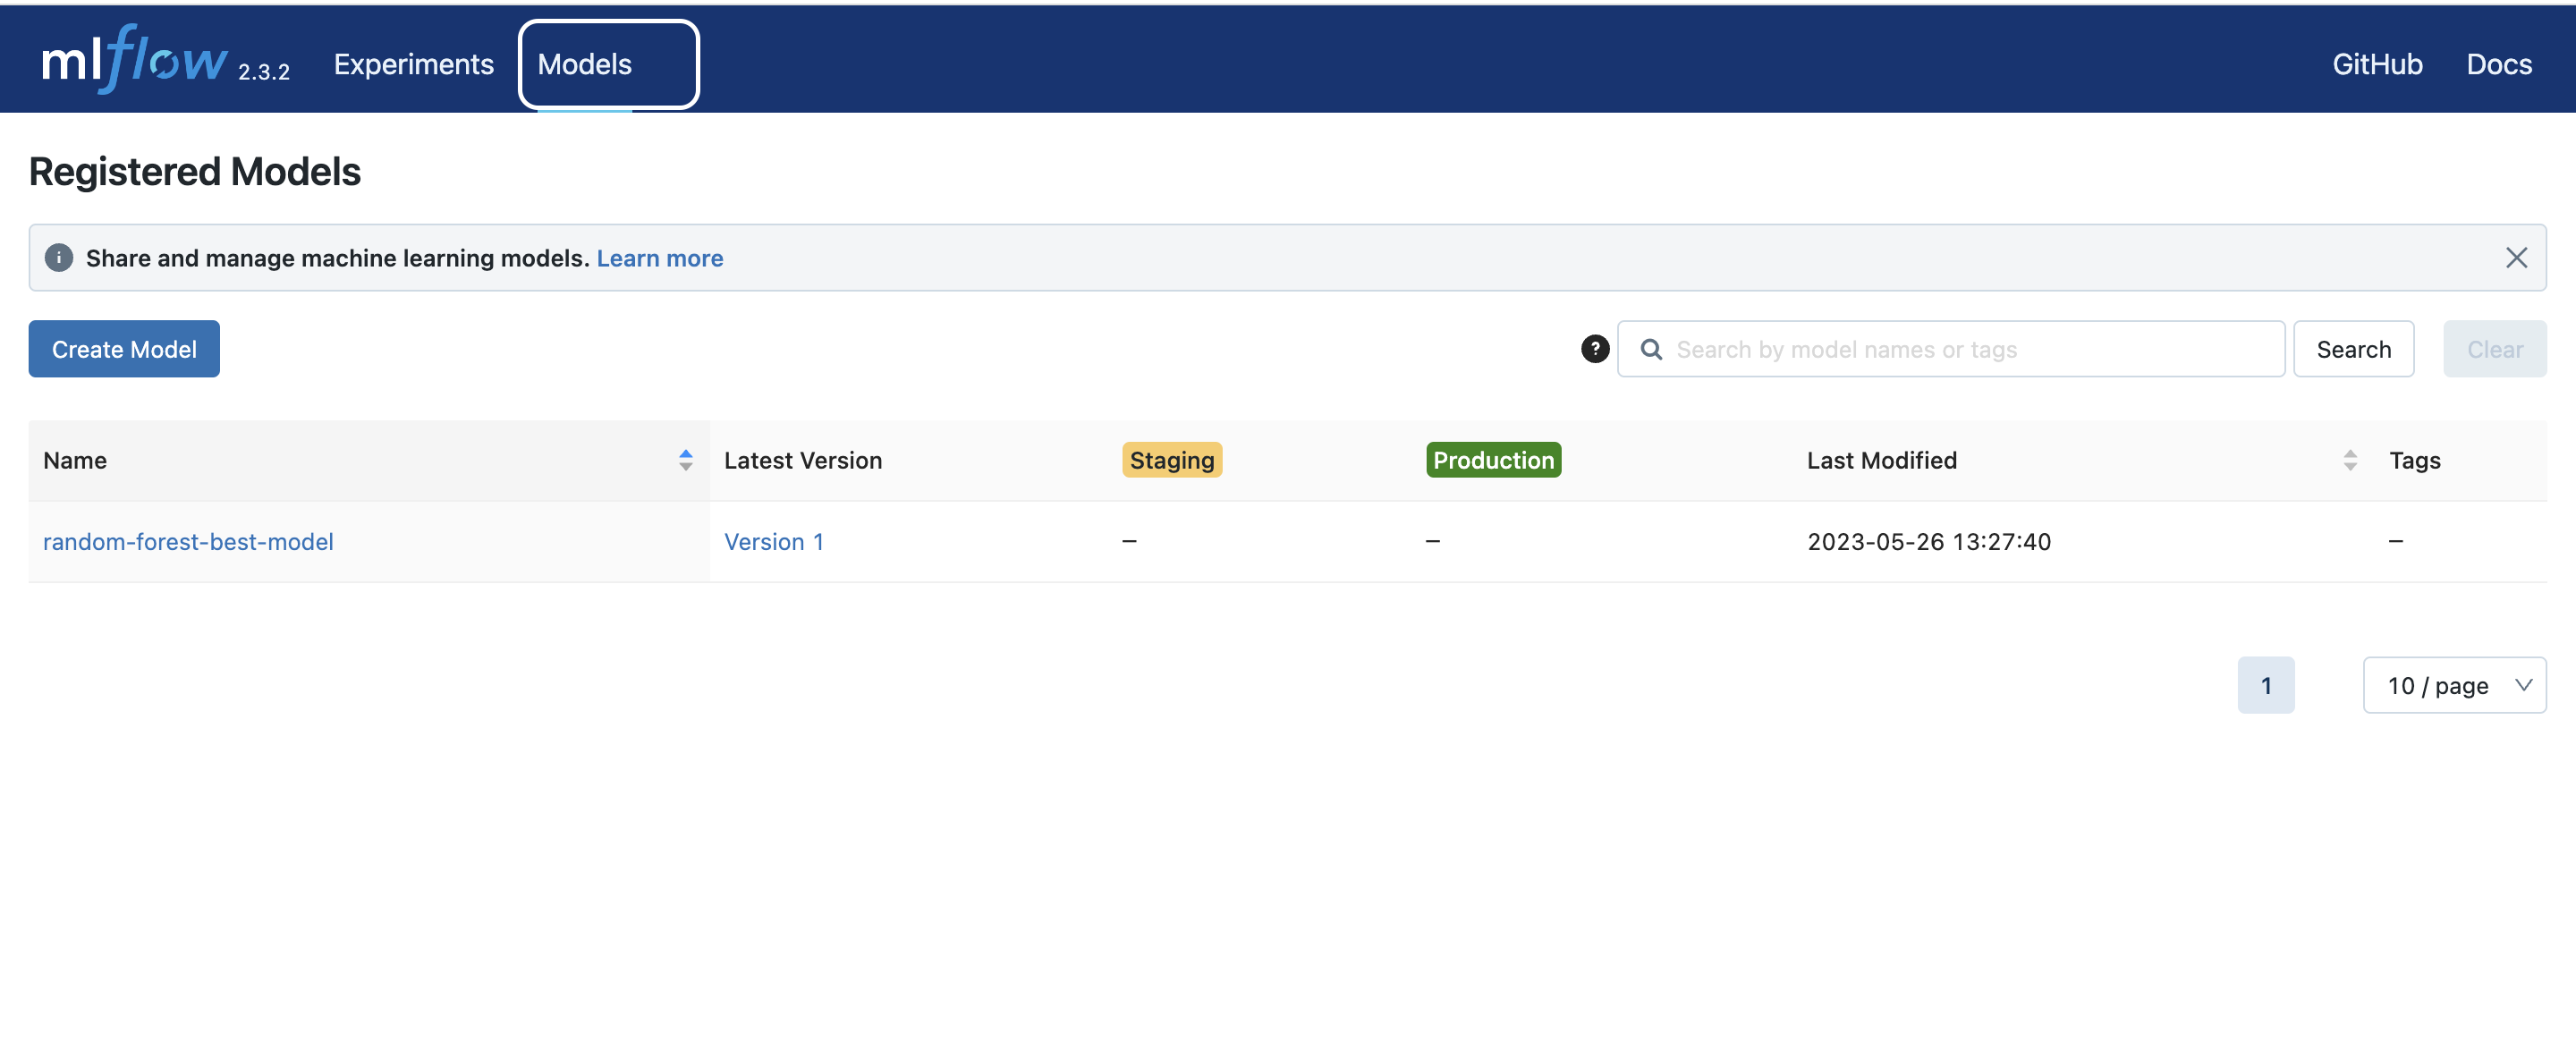 mlflow 2.3.2 Experiments Models GitHub Docs
Registered Models
i Share and manage machine learning models. Learn more
Create Model ? Search by model names or tags Search Clear
Name Latest Version Staging Production Last Modified Tags
random-forest-best-model Version 1 – – 2023-05-26 13:27:40 –
1 10 / page